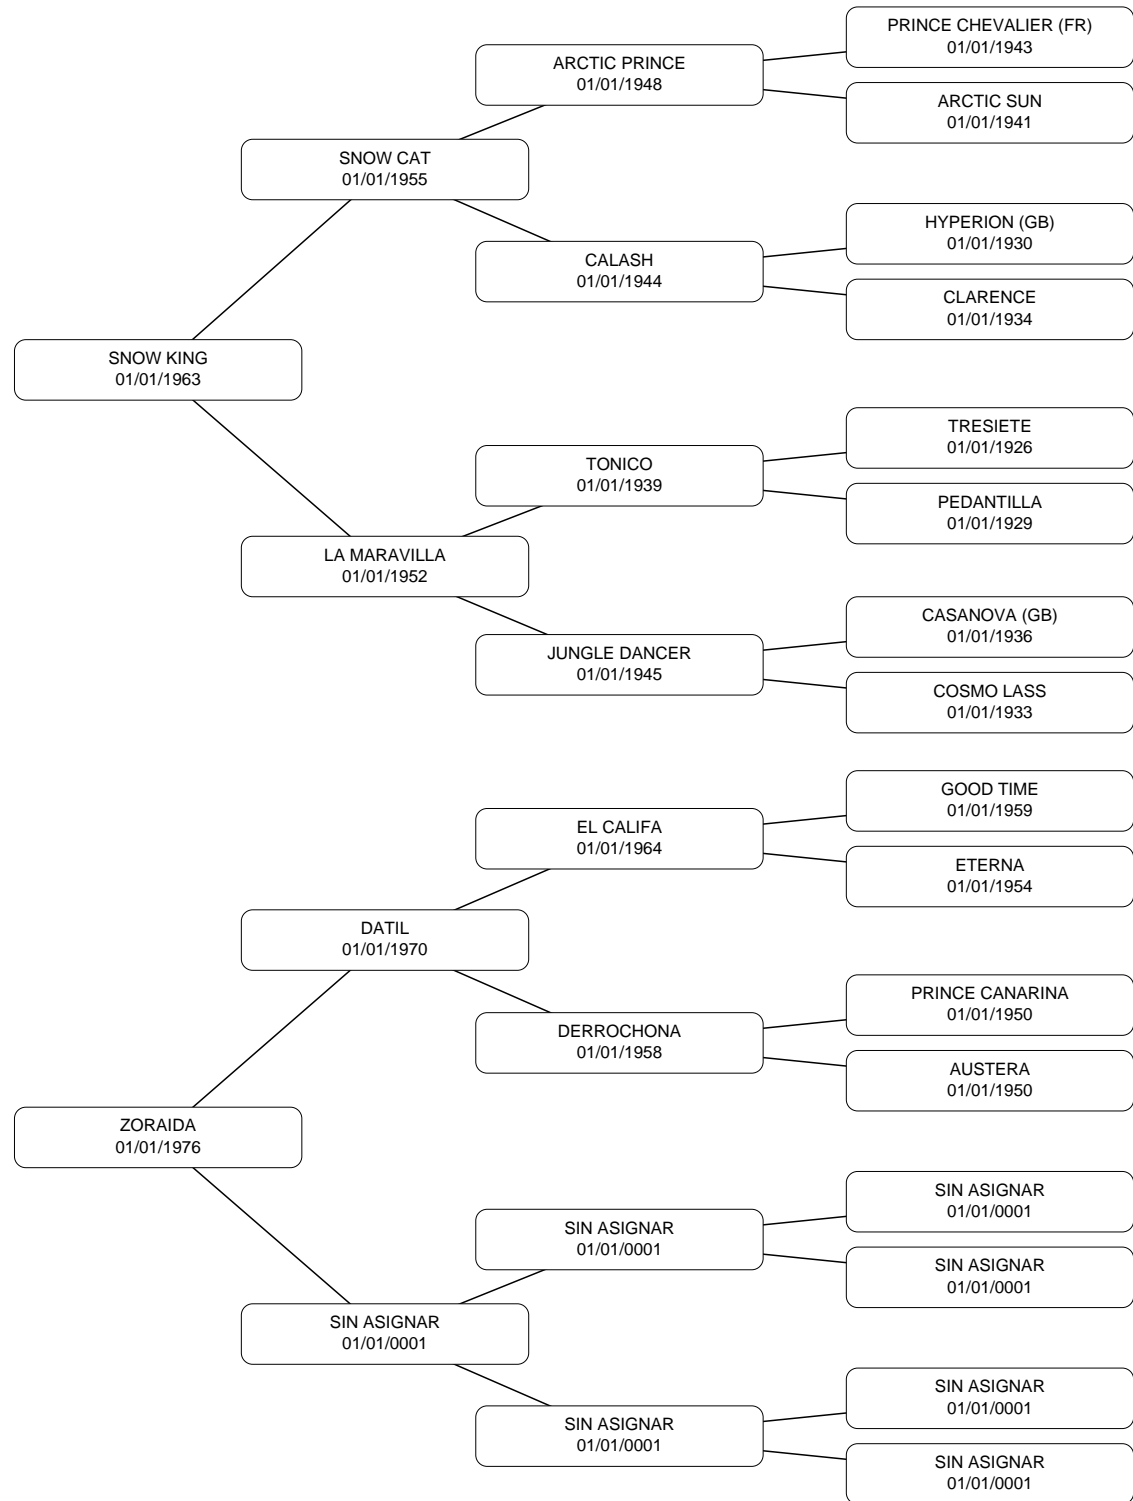 PRINCE CHEVALIER (FR)
01/01/1943
ARCTIC PRINCE
01/01/1948
ARCTIC SUN
01/01/1941
SNOW CAT
01/01/1955
HYPERION (GB)
01/01/1930
CALASH
01/01/1944
CLARENCE
01/01/1934
SNOW KING
01/01/1963
TRESIETE
01/01/1926
TONICO
01/01/1939
PEDANTILLA
01/01/1929
LA MARAVILLA
01/01/1952
CASANOVA (GB)
01/01/1936
JUNGLE DANCER
01/01/1945
COSMO LASS
01/01/1933
GOOD TIME
01/01/1959
EL CALIFA
01/01/1964
ETERNA
01/01/1954
DATIL
01/01/1970
PRINCE CANARINA
01/01/1950
DERROCHONA
01/01/1958
AUSTERA
01/01/1950
ZORAIDA
01/01/1976
SIN ASIGNAR
01/01/0001
SIN ASIGNAR
01/01/0001
SIN ASIGNAR
01/01/0001
SIN ASIGNAR
01/01/0001
SIN ASIGNAR
01/01/0001
SIN ASIGNAR
01/01/0001
SIN ASIGNAR
01/01/0001